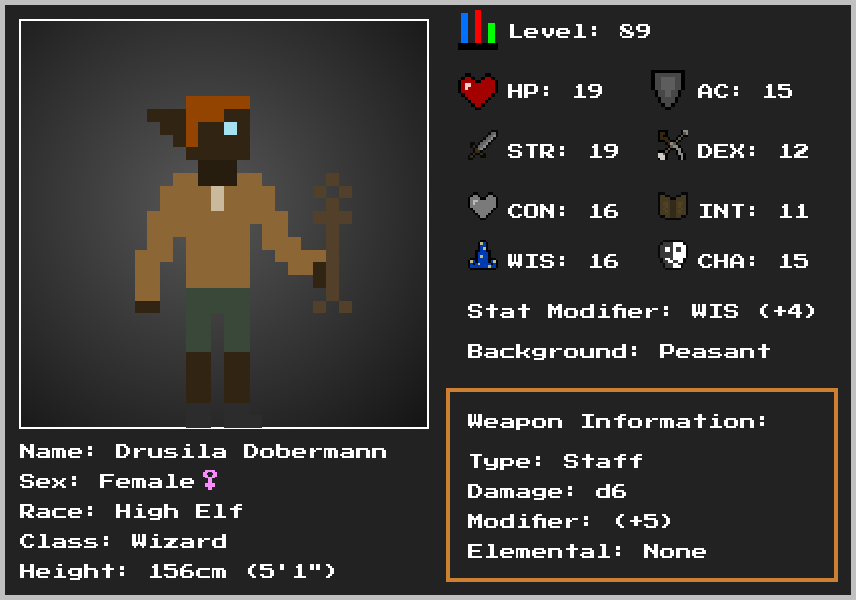 Level: 89
HP: 19 AC: 15
STR: 19 DEX: 12
CON: 16 INT: 11
WIS: 16 CHA: 15
Stat Modifier: WIS (+4)
Background: Peasant
Weapon Information:
Type: Staff
Damage: d6
Modifier: (+5)
Elemental: None
Name: Drusila Dobermann
Sex: Female♀
Race: High Elf
Class: Wizard
Height: 156cm (5'1")